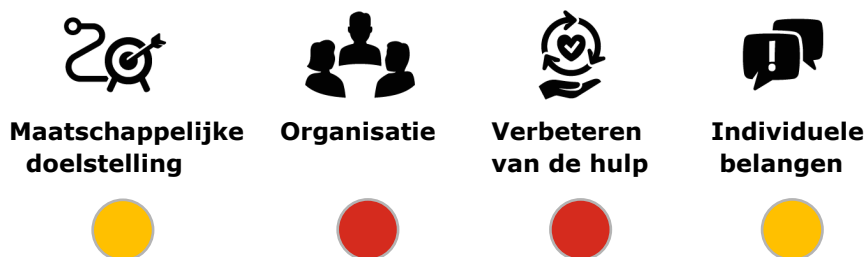 Maatschappelijke
doelstelling
Organisatie
Verbeteren
van de hulp
Individuele
belangen